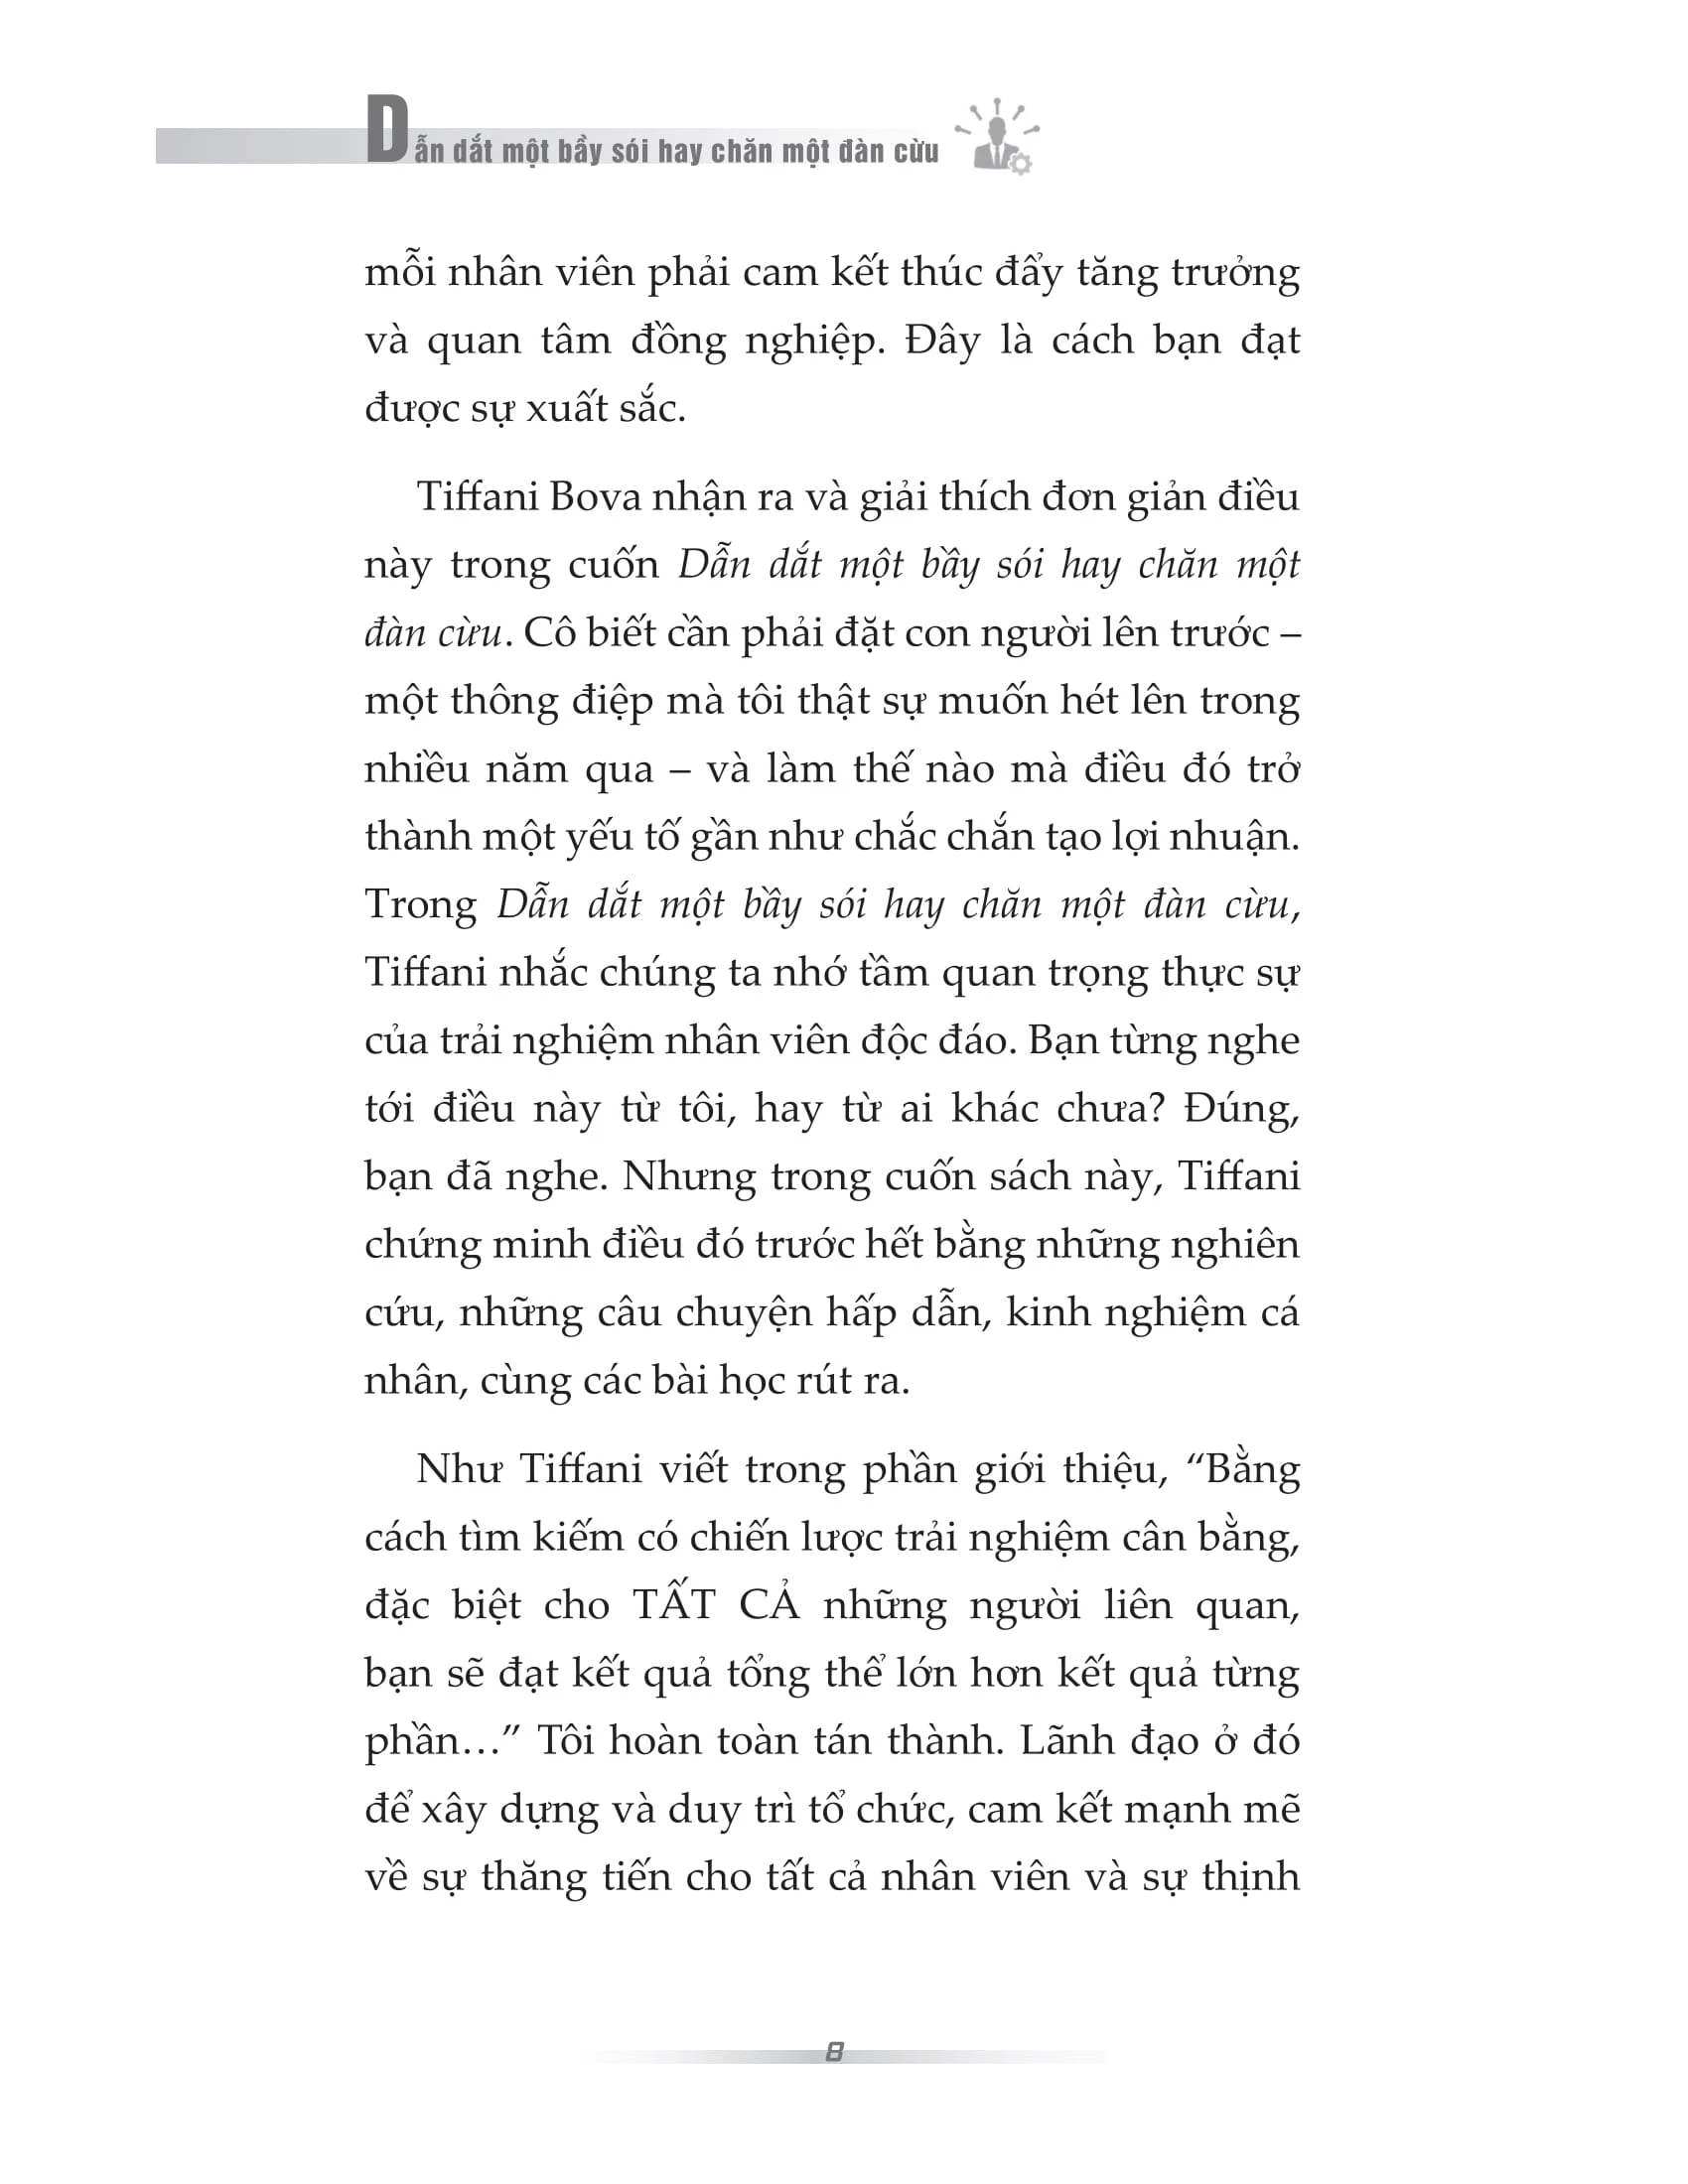 Dẫn dắt một bầy sói hay chăn một đàn cừu
mỗi nhân viên phải cam kết thúc đẩy tăng trưởng
và quan tâm đồng nghiệp. Đây là cách bạn đạt
được sự xuất sắc.
Tiffani Bova nhận ra và giải thích đơn giản điều
này trong cuốn Dẫn dắt một bầy sói hay chăn một
đàn cừu. Cô biết cần phải đặt con người lên trước –
một thông điệp mà tôi thật sự muốn hét lên trong
nhiều năm qua – và làm thế nào mà điều đó trở
thành một yếu tố gần như chắc chắn tạo lợi nhuận.
Trong Dẫn dắt một bầy sói hay chăn một đàn cừu,
Tiffani nhắc chúng ta nhớ tầm quan trọng thực sự
của trải nghiệm nhân viên độc đáo. Bạn từng nghe
tới điều này từ tôi, hay từ ai khác chưa? Đúng,
bạn đã nghe. Nhưng trong cuốn sách này, Tiffani
chứng minh điều đó trước hết bằng những nghiên
cứu, những câu chuyện hấp dẫn, kinh nghiệm cá
nhân, cùng các bài học rút ra.
Như Tiffani viết trong phần giới thiệu, “Bằng
cách tìm kiếm có chiến lược trải nghiệm cân bằng,
đặc biệt cho TẤT CẢ những người liên quan,
bạn sẽ đạt kết quả tổng thể lớn hơn kết quả từng
phần…” Tôi hoàn toàn tán thành. Lãnh đạo ở đó
để xây dựng và duy trì tổ chức, cam kết mạnh mẽ
về sự thăng tiến cho tất cả nhân viên và sự thịnh
8